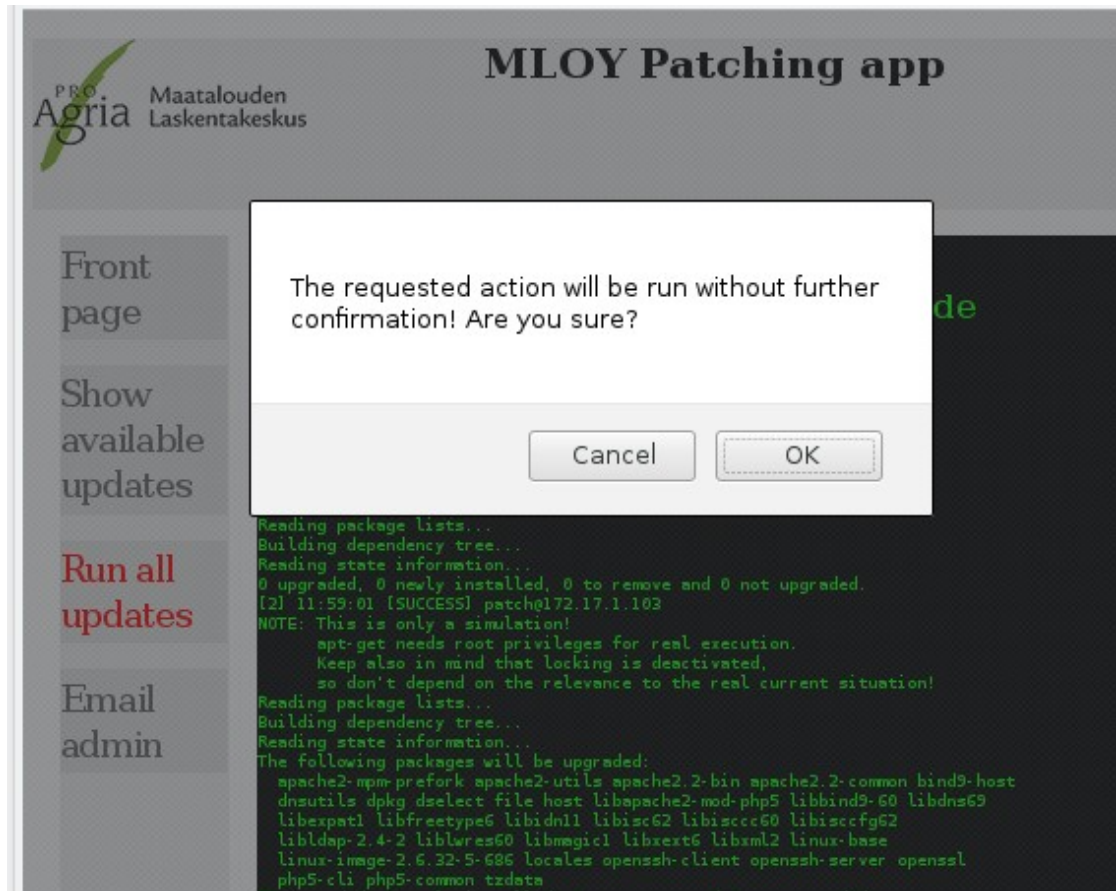 MLOY Patching app
PRO
Agria
Maatalouden
Laskentakeskus
Front
page
Show
available
updates
Run all
updates
Email
admin
The requested action will be run without further
confirmation! Are you sure?
Cancel
OK
de
Reading package lists...
Building dependency tree...
Reading state information...
0 upgraded, 0 newly installed, 0 to remove and 0 not upgraded.
[2] 11:59:01 [SUCCESS] patch@172.17.1.103
NOTE: This is only a simulation!
apt-get needs root privileges for real execution.
Keep also in mind that locking is deactivated,
so don't depend on the relevance to the real current situation!
Reading package lists...
Building dependency tree...
Reading state information...
The following packages will be upgraded:
apache2-mpm-prefork apache2-utils apache2.2-bin apache2.2-common bind9-host
dnsutils dpkg dselect file host libapache2-mod-php5 libbind9-60 libdns69
libexpat1 libfreetype6 libidn11 libisc62 libisccc60 libisccfg62
libldap-2.4-2 liblwres60 libmagic1 libxext6 libxml2 linux-base
linux-image-2.6.32-5-686 locales openssh-client openssh-server openssl
php5-cli php5-common tzdata